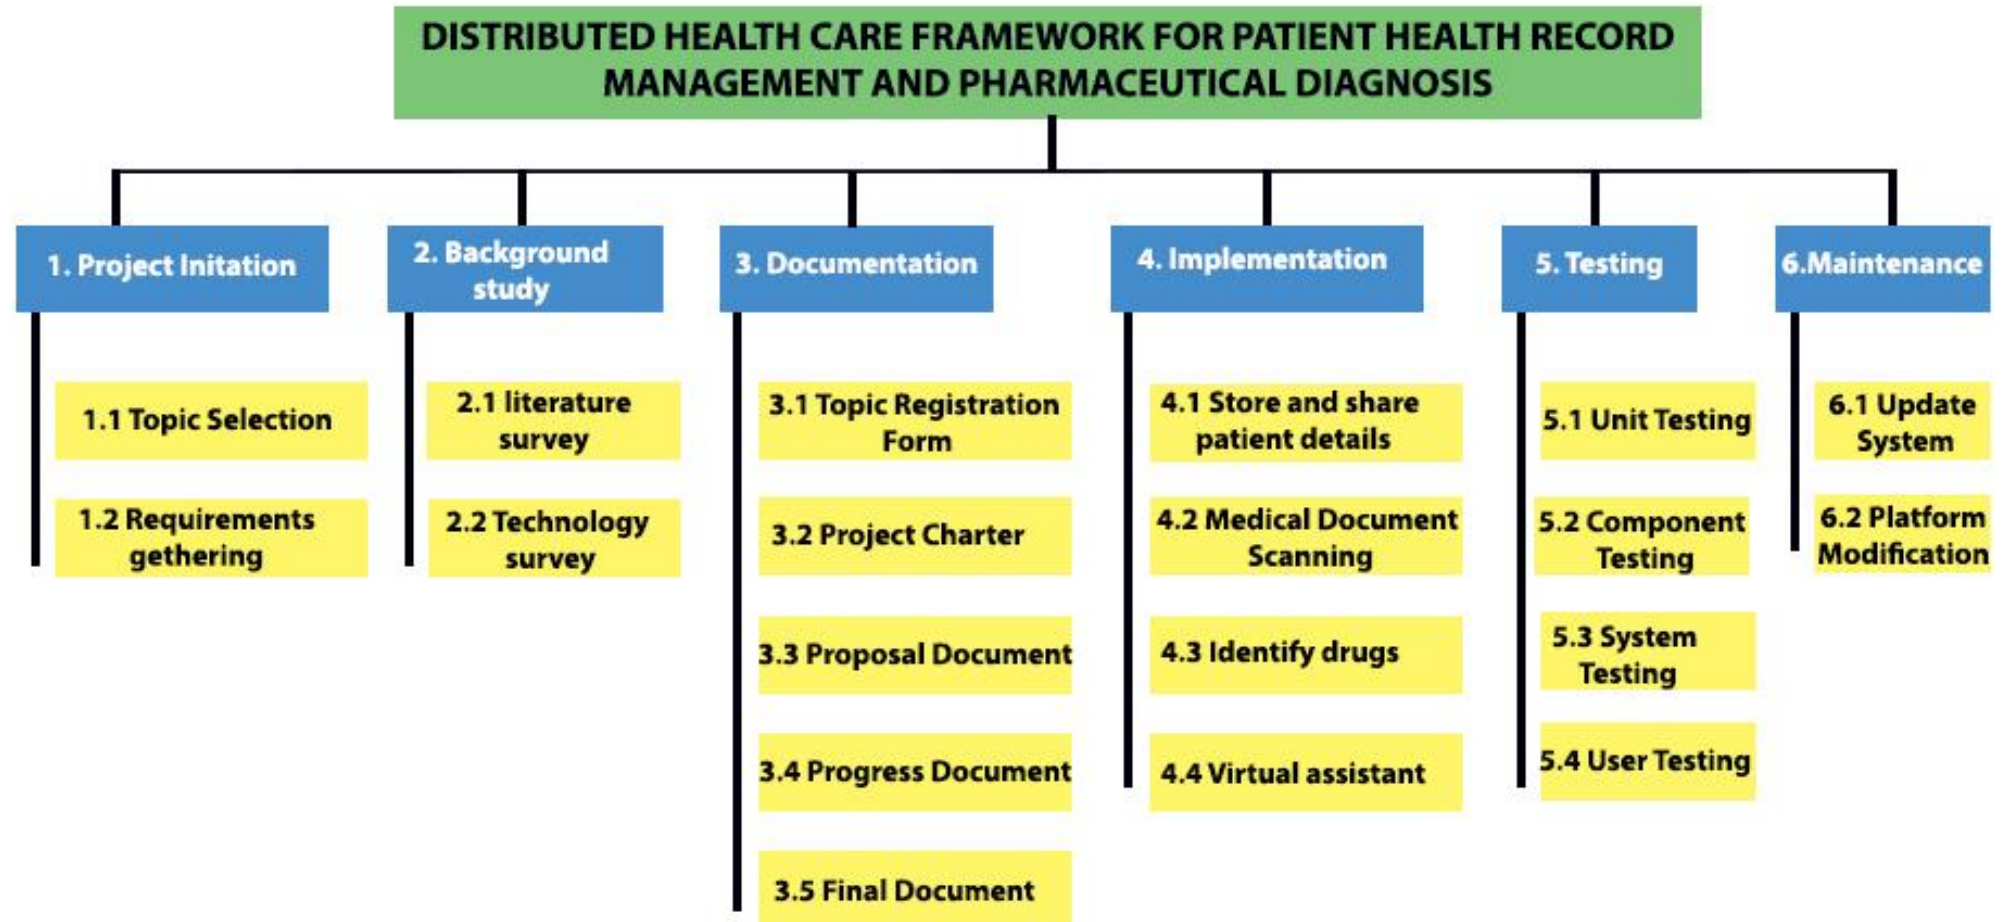 DISTRIBUTED HEALTH CARE FRAMEWORK FOR PATIENT HEALTH RECORD
MANAGEMENT AND PHARMACEUTICAL DIAGNOSIS
1. Project Initation
1.1 Topic Selection
1.2 Requirements
gethering
2. Background
study
2.1 literature
survey
2.2 Technology
survey
3. Documentation
3.1 Topic Registration
Form
3.2 Project Charter
3.3 Proposal Document
3.4 Progress Document
3.5 Final Document
4. Implementation
4.1 Store and share
patient details
4.2 Medical Document
Scanning
4.3 Identify drugs
4.4 Virtual assistant
5. Testing
5.1 Unit Testing
5.2 Component
Testing
5.3 System
Testing
5.4 User Testing
6.Maintenance
6.1 Update
System
6.2 Platform
Modification